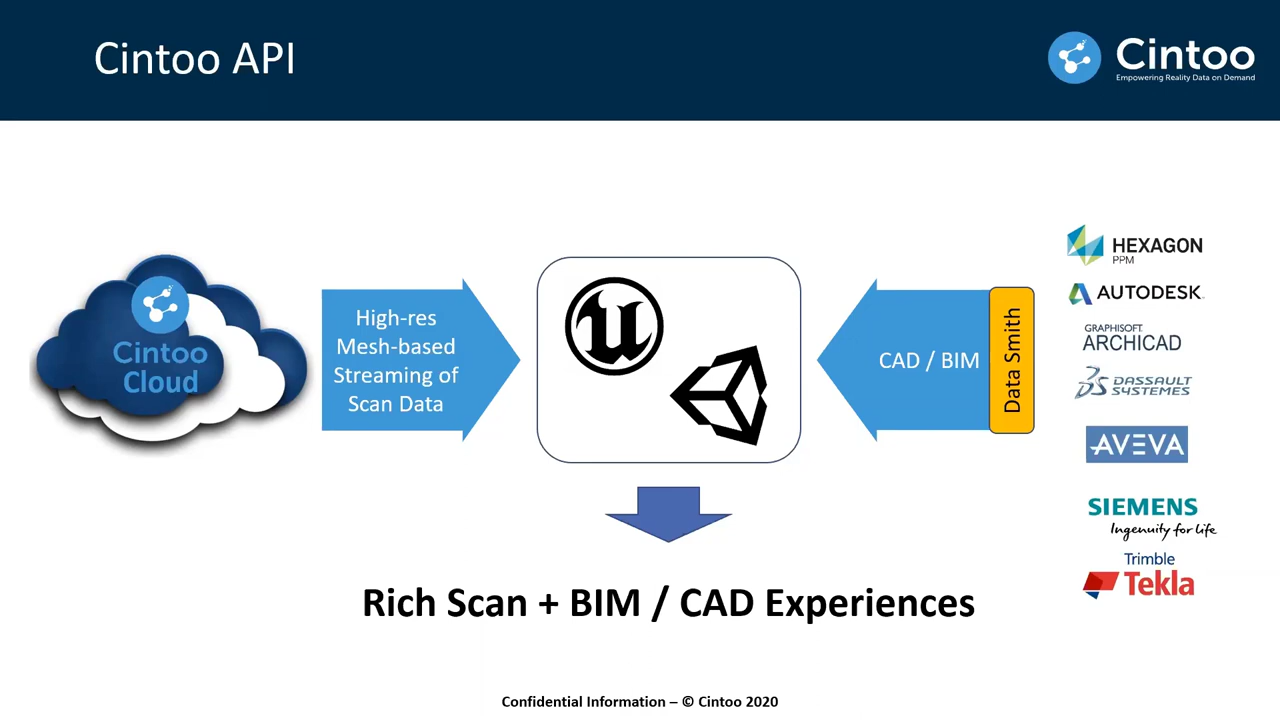 Cintoo API
Cintoo
Empowering Reality Data on Demand
Cintoo
Cloud
High-res
Mesh-based
Streaming of
Scan Data
CAD / BIM
Data Smith
HEXAGON
PPM
AUTODESK
GRAPHISOFT
ARCHICAD
DASSAULT
SYSTEMES
AVEVA
SIEMENS
Ingenuity for life
Trimble
Tekla
Rich Scan + BIM / CAD Experiences
Confidential Information – © Cintoo 2020